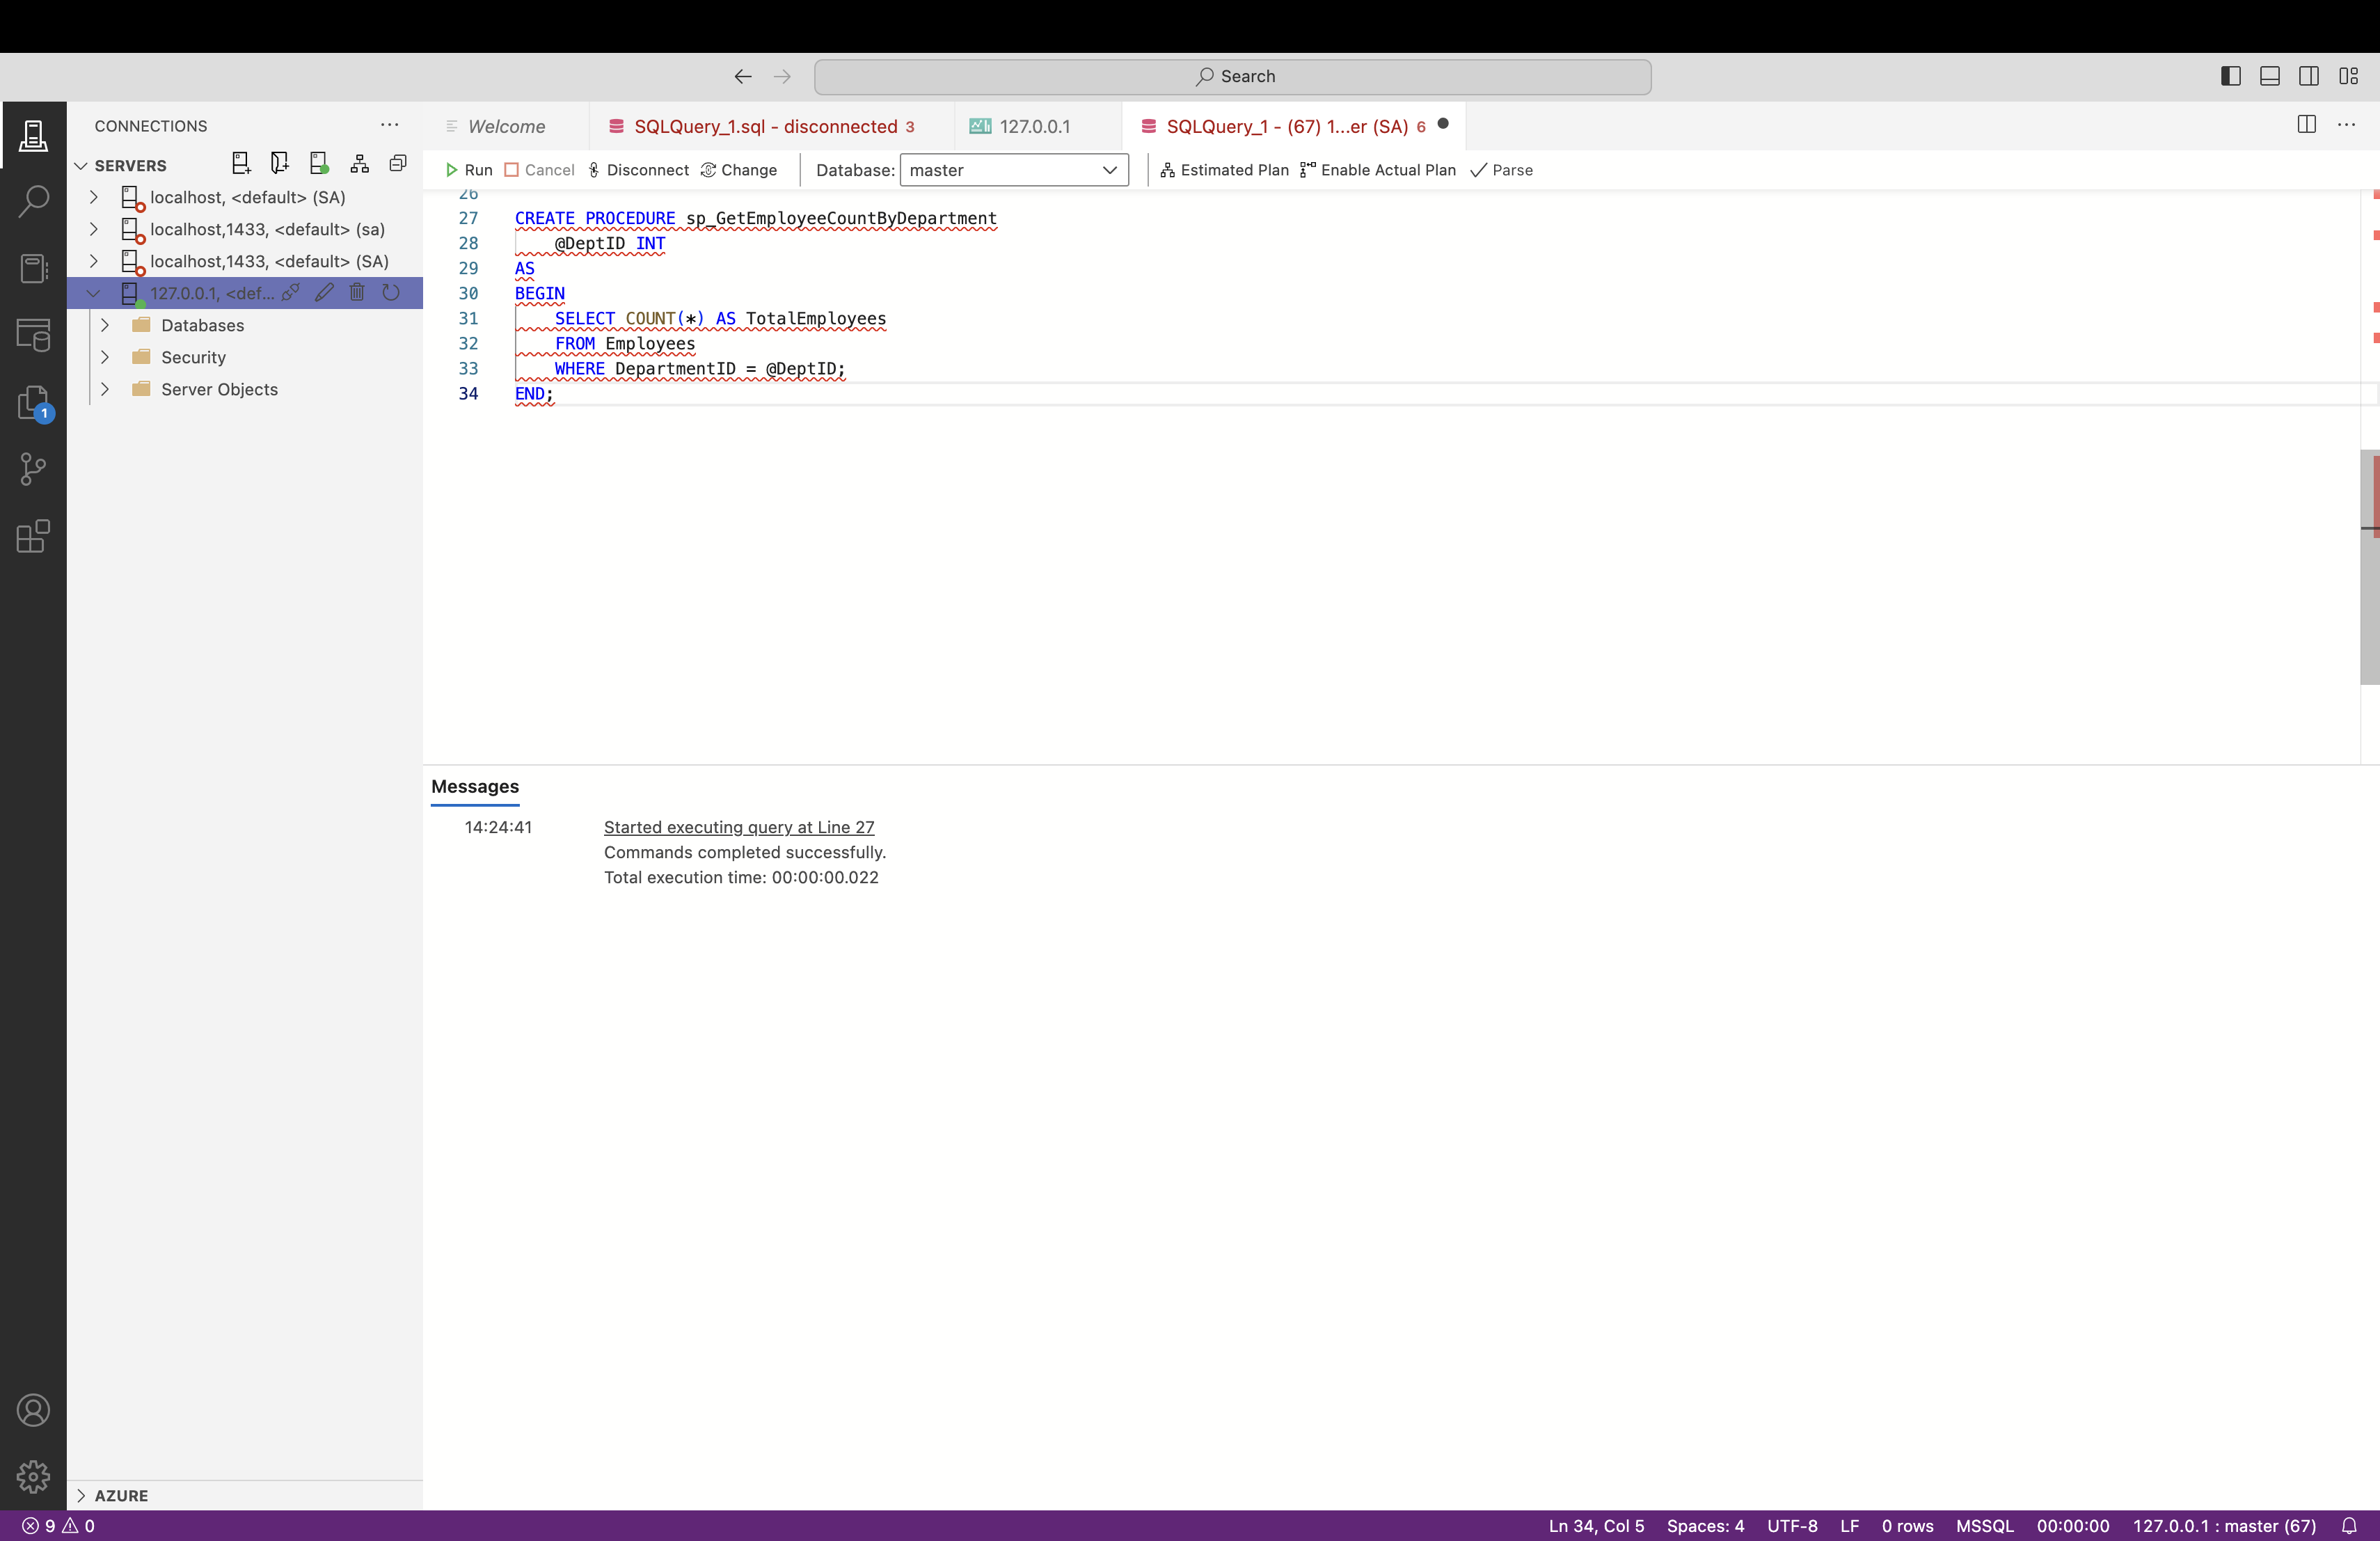 Search
CONNECTIONS
SERVERS
localhost, <default> (SA)
localhost,1433, <default> (sa)
localhost,1433, <default> (SA)
127.0.0.1, <def...
Databases
Security
Server Objects
AZURE
1
Welcome
SQLQuery_1.sql - disconnected 3
127.0.0.1
SQLQuery_1 - (67) 1...er (SA) 6
Run Cancel Disconnect Change Database: master Estimated Plan Enable Actual Plan Parse
26
27 CREATE PROCEDURE sp_GetEmployeeCountByDepartment
28 @DeptID INT
29 AS
30 BEGIN
31 SELECT COUNT(*) AS TotalEmployees
32 FROM Employees
33 WHERE DepartmentID = @DeptID;
34 END;
Messages
14:24:41 Started executing query at Line 27
Commands completed successfully.
Total execution time: 00:00:00.022
9 0 Ln 34, Col 5 Spaces: 4 UTF-8 LF 0 rows MSSQL 00:00:00 127.0.0.1 : master (67)